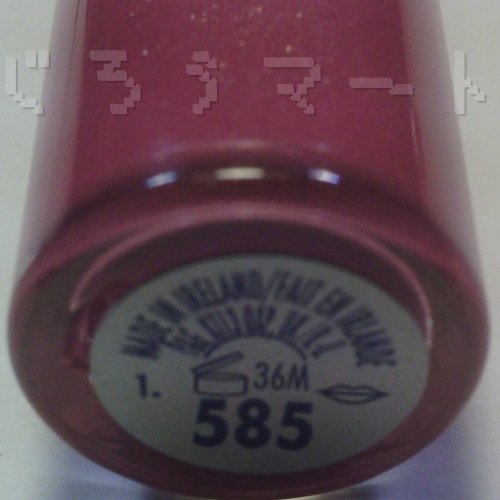 じろうマート
MADE IN IRELAND/FAIT EN IRLANDE
1.
36M
585